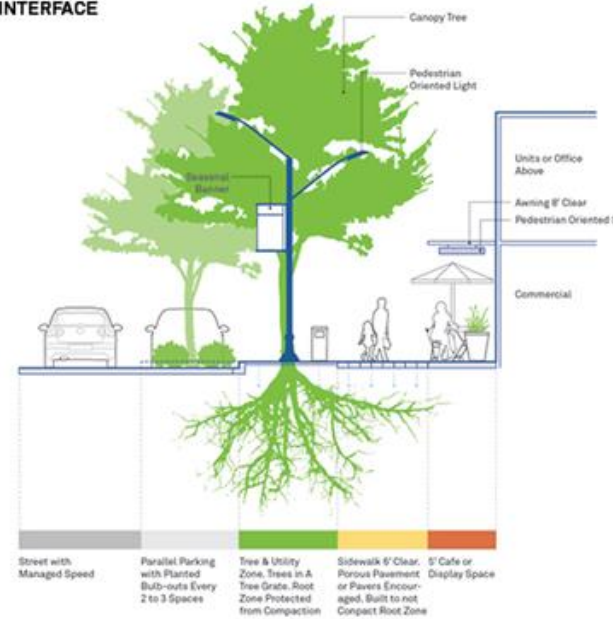 INTERFACE
Canopy Tree
Pedestrian
Oriented Light
Seasonal
Banner
Units or Office
Above
Awning 8' Clear
Pedestrian Oriented
Commercial
Street with
Managed Speed
Parallel Parking
with Planted
Bulb-outs Every
2 to 3 Spaces
Tree & Utility
Zone. Trees in A
Tree Grate. Root
Zone Protected
from Compaction
Sidewalk 6' Clear.
Porous Pavement
or Pavers Encour-
aged. Built to not
Conpact Root Zone
5' Cafe or
Display Space